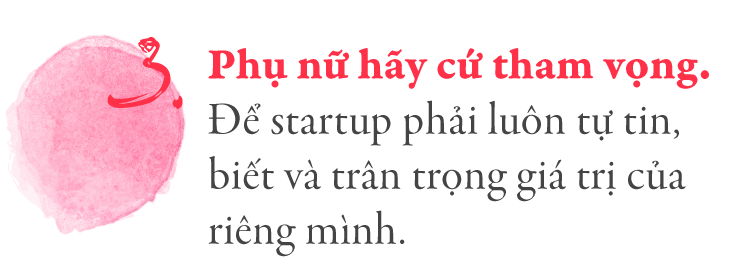 3.
Phụ nữ hãy cứ tham vọng.
Để startup phải luôn tự tin,
biết và trân trọng giá trị của
riêng mình.